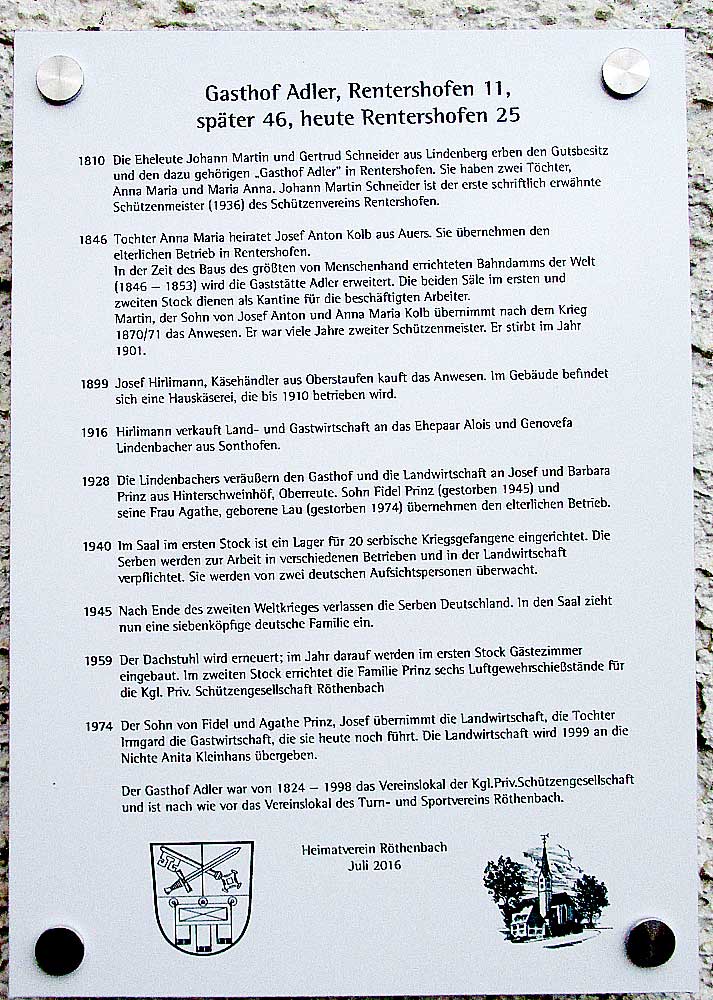 Gasthof Adler, Rentershofen 11,
später 46, heute Rentershofen 25
1810 Die Eheleute Johann Martin und Gertrud Schneider aus Lindenberg erben den Gutsbesitz
und den dazu gehörigen „Gasthof Adler" in Rentershofen. Sie haben zwei Töchter,
Anna Maria und Maria Anna. Johann Martin Schneider ist der erste schriftlich erwähnte
Schützenmeister (1936) des Schützenvereins Rentershofen.
1846 Tochter Anna Maria heiratet Josef Anton Kolb aus Auers. Sie übernehmen den
elterlichen Betrieb in Rentershofen.
In der Zeit des Baus des größten von Menschenhand errichteten Bahndamms der Welt
(1846 – 1853) wird die Gaststätte Adler erweitert. Die beiden Säle im ersten und
zweiten Stock dienen als Kantine für die beschäftigten Arbeiter.
Martin, der Sohn von Josef Anton und Anna Maria Kolb übernimmt nach dem Krieg
1870/71 das Anwesen. Er war viele Jahre zweiter Schützenmeister. Er stirbt im Jahr
1901.
1899 Josef Hirlimann, Käsehändler aus Oberstaufen kauft das Anwesen. Im Gebäude befindet
sich eine Hauskäserei, die bis 1910 betrieben wird.
1916 Hirlimann verkauft Land- und Gastwirtschaft an das Ehepaar Alois und Genovefa
Lindenbacher aus Sonthofen.
1928 Die Lindenbachers veräußern den Gasthof und die Landwirtschaft an Josef und Barbara
Prinz aus Hinterschweinhöf, Oberreute. Sohn Fidel Prinz (gestorben 1945) und
seine Frau Agathe, geborene Lau (gestorben 1974) übernehmen den elterlichen Betrieb.
1940 Im Saal im ersten Stock ist ein Lager für 20 serbische Kriegsgefangene eingerichtet. Die
Serben werden zur Arbeit in verschiedenen Betrieben und in der Landwirtschaft
verpflichtet. Sie werden von zwei deutschen Aufsichtspersonen überwacht.
1945 Nach Ende des zweiten Weltkrieges verlassen die Serben Deutschland. In den Saal zieht
nun eine siebenköpfige deutsche Familie ein.
1959 Der Dachstuhl wird erneuert; im Jahr darauf werden im ersten Stock Gästezimmer
eingebaut. Im zweiten Stock errichtet die Familie Prinz sechs Luftgewehrschießstände für
die Kgl. Priv. Schützengesellschaft Röthenbach
1974 Der Sohn von Fidel und Agathe Prinz, Josef übernimmt die Landwirtschaft, die Tochter
Irmgard die Gastwirtschaft, die sie heute noch führt. Die Landwirtschaft wird 1999 an die
Nichte Anita Kleinhans übergeben.
Der Gasthof Adler war von 1824 – 1998 das Vereinslokal der Kgl.Priv.Schützengesellschaft
und ist nach wie vor das Vereinslokal des Turn- und Sportvereins Röthenbach.
Heimatverein Röthenbach
Juli 2016